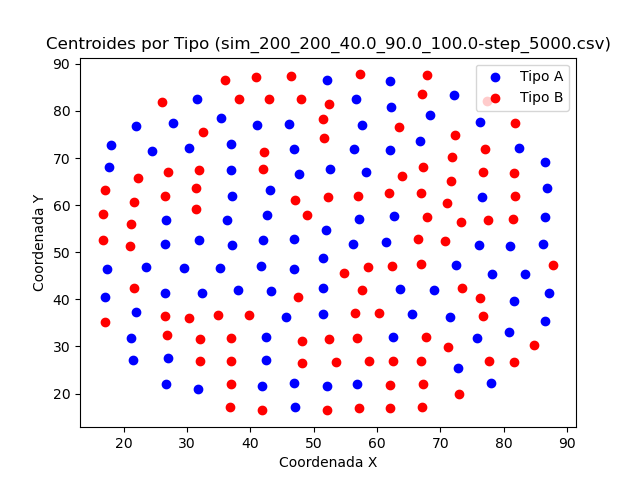 Centroides por Tipo (sim_200_200_40.0_90.0_100.0-step_5000.csv)
Tipo A
Tipo B
90
80
70
60
50
40
30
20
Coordenada Y
20 30 40 50 60 70 80 90
Coordenada X